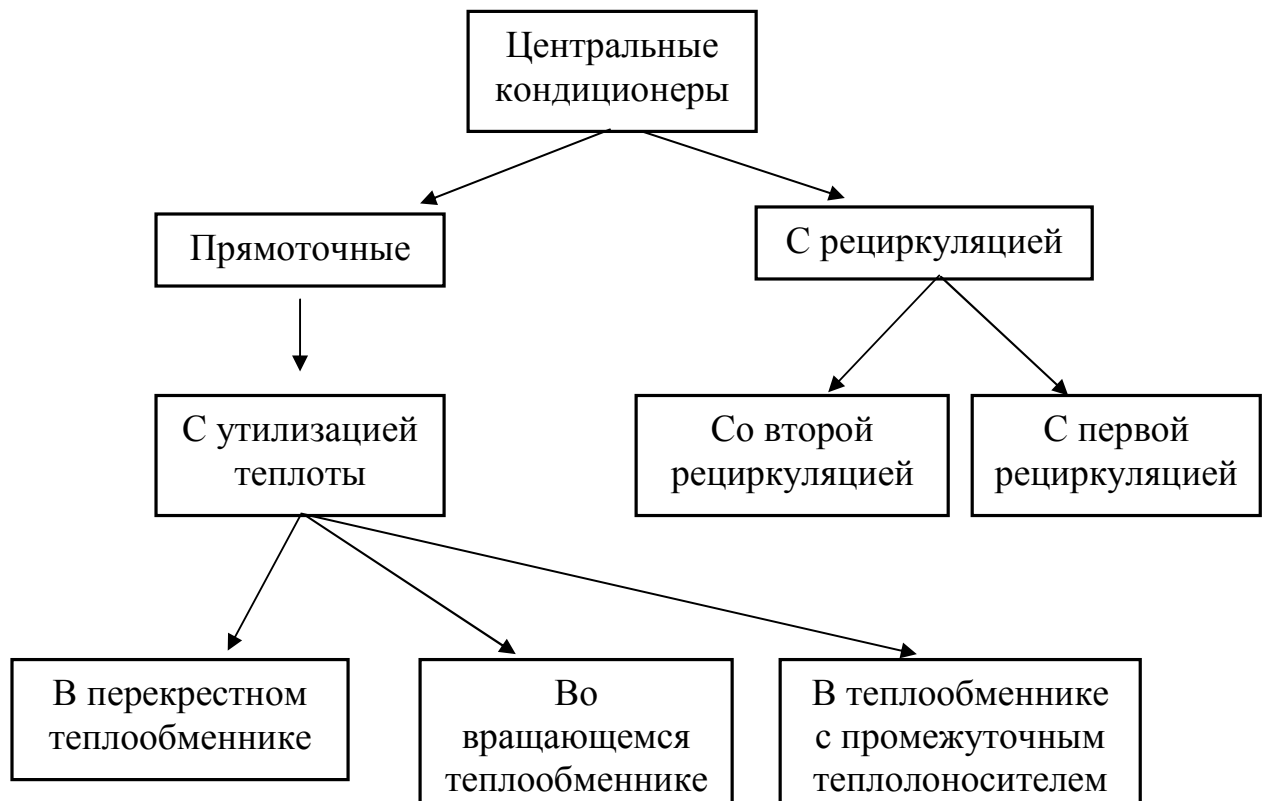 Центральные
кондиционеры
Прямоточные
С рециркуляцией
С утилизацией
теплоты
Со второй
рециркуляцией
С первой
рециркуляцией
В перекрестном
теплообменнике
Во
вращающемся
теплообменнике
В теплообменнике
с промежуточным
теплолоносителем